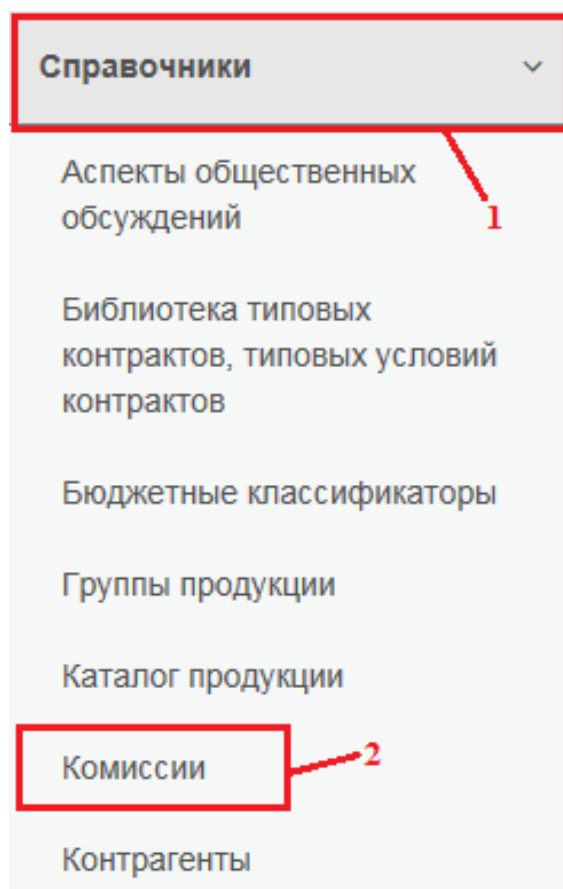 Справочники
1
Аспекты общественных
обсуждений
Библиотека типовых
контрактов, типовых условий
контрактов
Бюджетные классификаторы
Группы продукции
Каталог продукции
Комиссии
2
Контрагенты